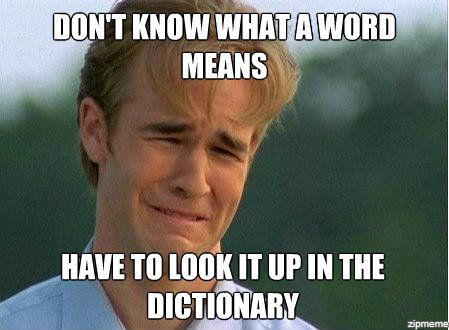 DON'T KNOW WHAT A WORD
MEANS
HAVE TO LOOK IT UP IN THE
DICTIONARY
zipmeme